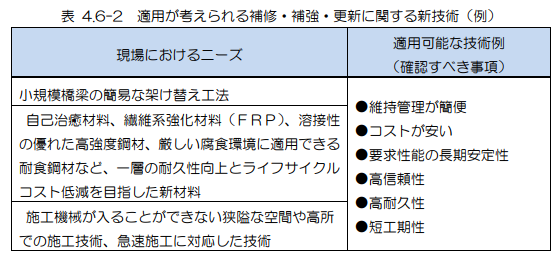 表 4.6-2 適用が考えられる補修・補強・更新に関する新技術(例)
現場におけるニーズ
適用可能な技術例
(確認すべき事項)
小規模橋梁の簡易な架け替え工法
自己治癒材料、繊維系強化材料(FRP)、溶接性
の優れた高強度鋼材、厳しい腐食環境に適用できる
耐食鋼材など、一層の耐久性向上とライフサイクル
コスト低減を目指した新材料
施工機械が入ることができない狭隘な空間や高所
での施工技術、急速施工に対応した技術
●維持管理が簡便
●コストが安い
●要求性能の長期安定性
●高信頼性
●高耐久性
●短工期性